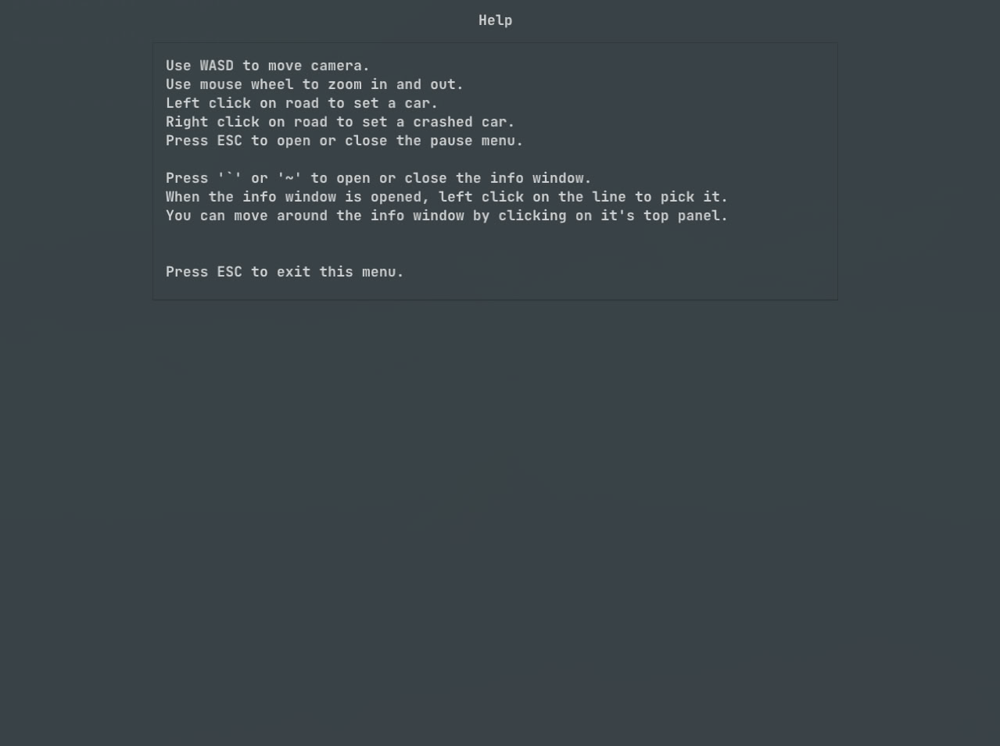 Help
Use WASD to move camera.
Use mouse wheel to zoom in and out.
Left click on road to set a car.
Right click on road to set a crashed car.
Press ESC to open or close the pause menu.
Press '`' or '~' to open or close the info window.
When the info window is opened, left click on the line to pick it.
You can move around the info window by clicking on it's top panel.
Press ESC to exit this menu.